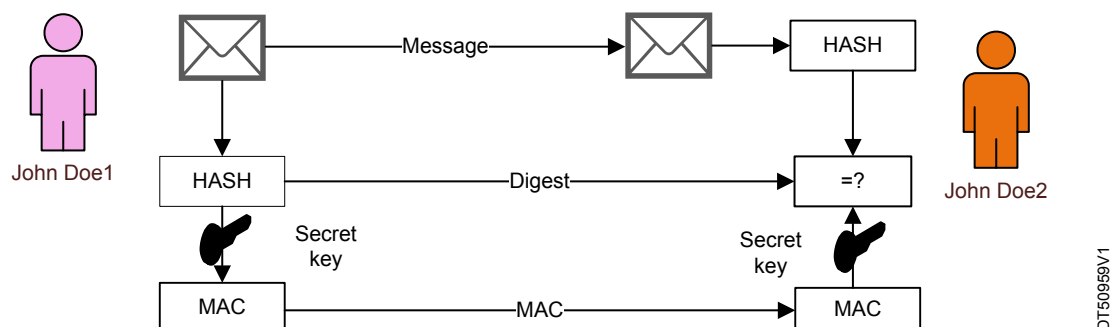 Message
HASH
John Doe1
HASH
Digest
=?
John Doe2
Secret
key
Secret
key
MAC
MAC
MAC
DT50959V1